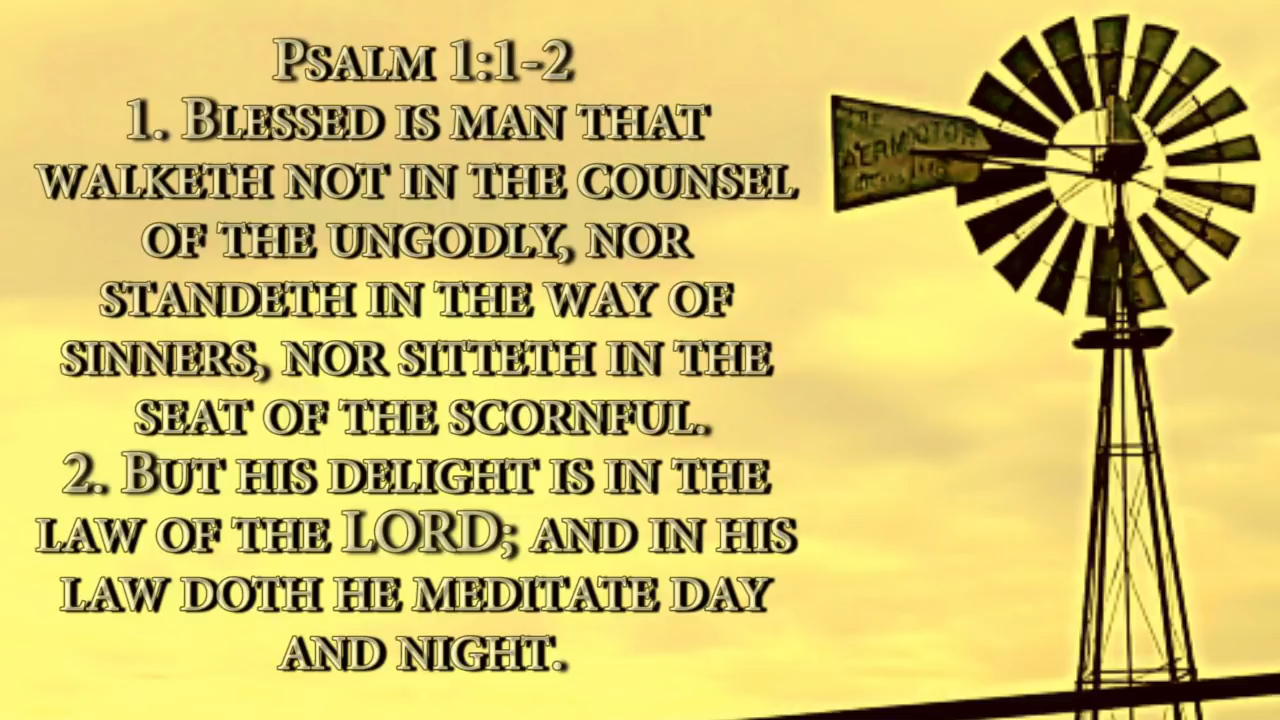 Psalm 1:1-2
1. Blessed is man that
walketh not in the counsel
of the ungodly, nor
standeth in the way of
sinners, nor sitteth in the
seat of the scornful.
2. But his delight is in the
law of the LORD; and in his
law doth he meditate day
and night.
THE
AERMOTOR